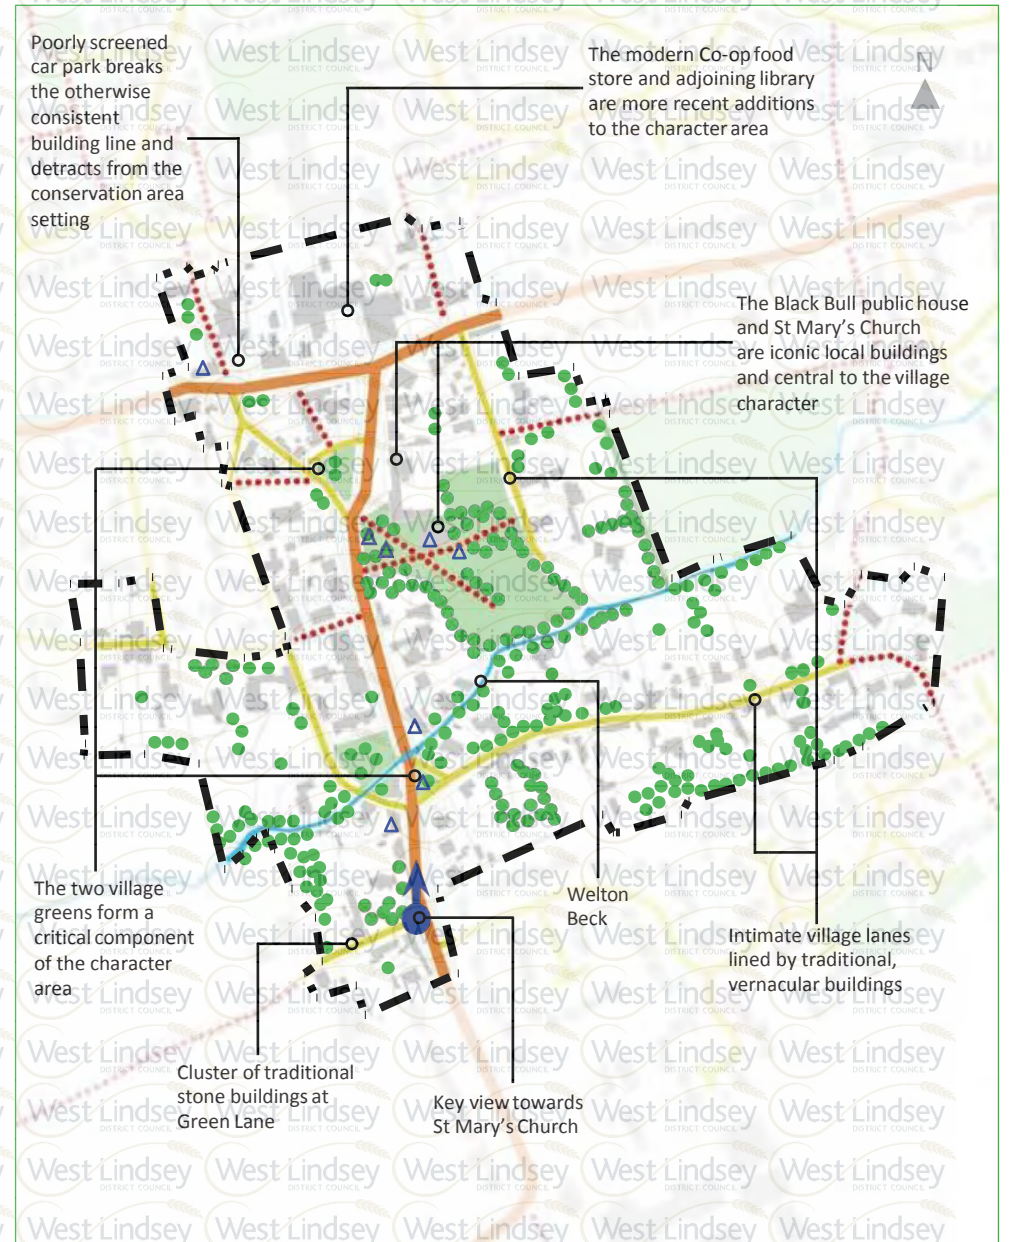 Poorly screened
car park breaks
the otherwise
consistent
building line and
detracts from the
conservation area
setting
The modern Co-op food
store and adjoining library
are more recent additions
to the character area
N
The Black Bull public house
and St Mary's Church
are iconic local buildings
and central to the village
character
The two village
greens form a
critical component
of the character
area
Welton
Beck
Intimate village lanes
lined by traditional,
vernacular buildings
Cluster of traditional
stone buildings at
Green Lane
Key view towards
St Mary's Church
West Lindsey
DISTRICT COUNCIL